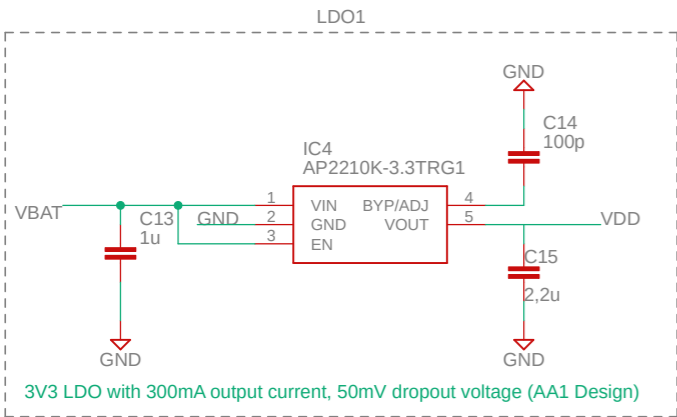 LDO1
GND
C14
100p
IC4
AP2210K-3.3TRG1
VBAT
C13
1u
GND
1
2
3
VIN
GND
EN
BYP/ADJ
VOUT
4
5
VDD
C15
2,2u
GND
GND
3V3 LDO with 300mA output current, 50mV dropout voltage (AA1 Design)